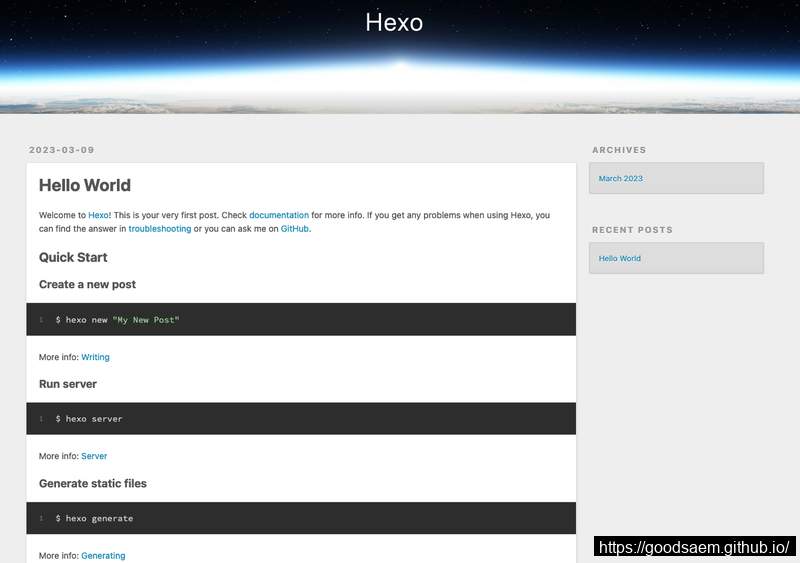 Hexo
2023-03-09
Hello World
Welcome to Hexo! This is your very first post. Check documentation for more info. If you get any problems when using Hexo, you
can find the answer in troubleshooting or you can ask me on GitHub.
Quick Start
Create a new post
1 $ hexo new "My New Post"
More info: Writing
Run server
1 $ hexo server
More info: Server
Generate static files
1 $ hexo generate
More info: Generating
ARCHIVES
March 2023
RECENT POSTS
Hello World
https://goodsaem.github.io/